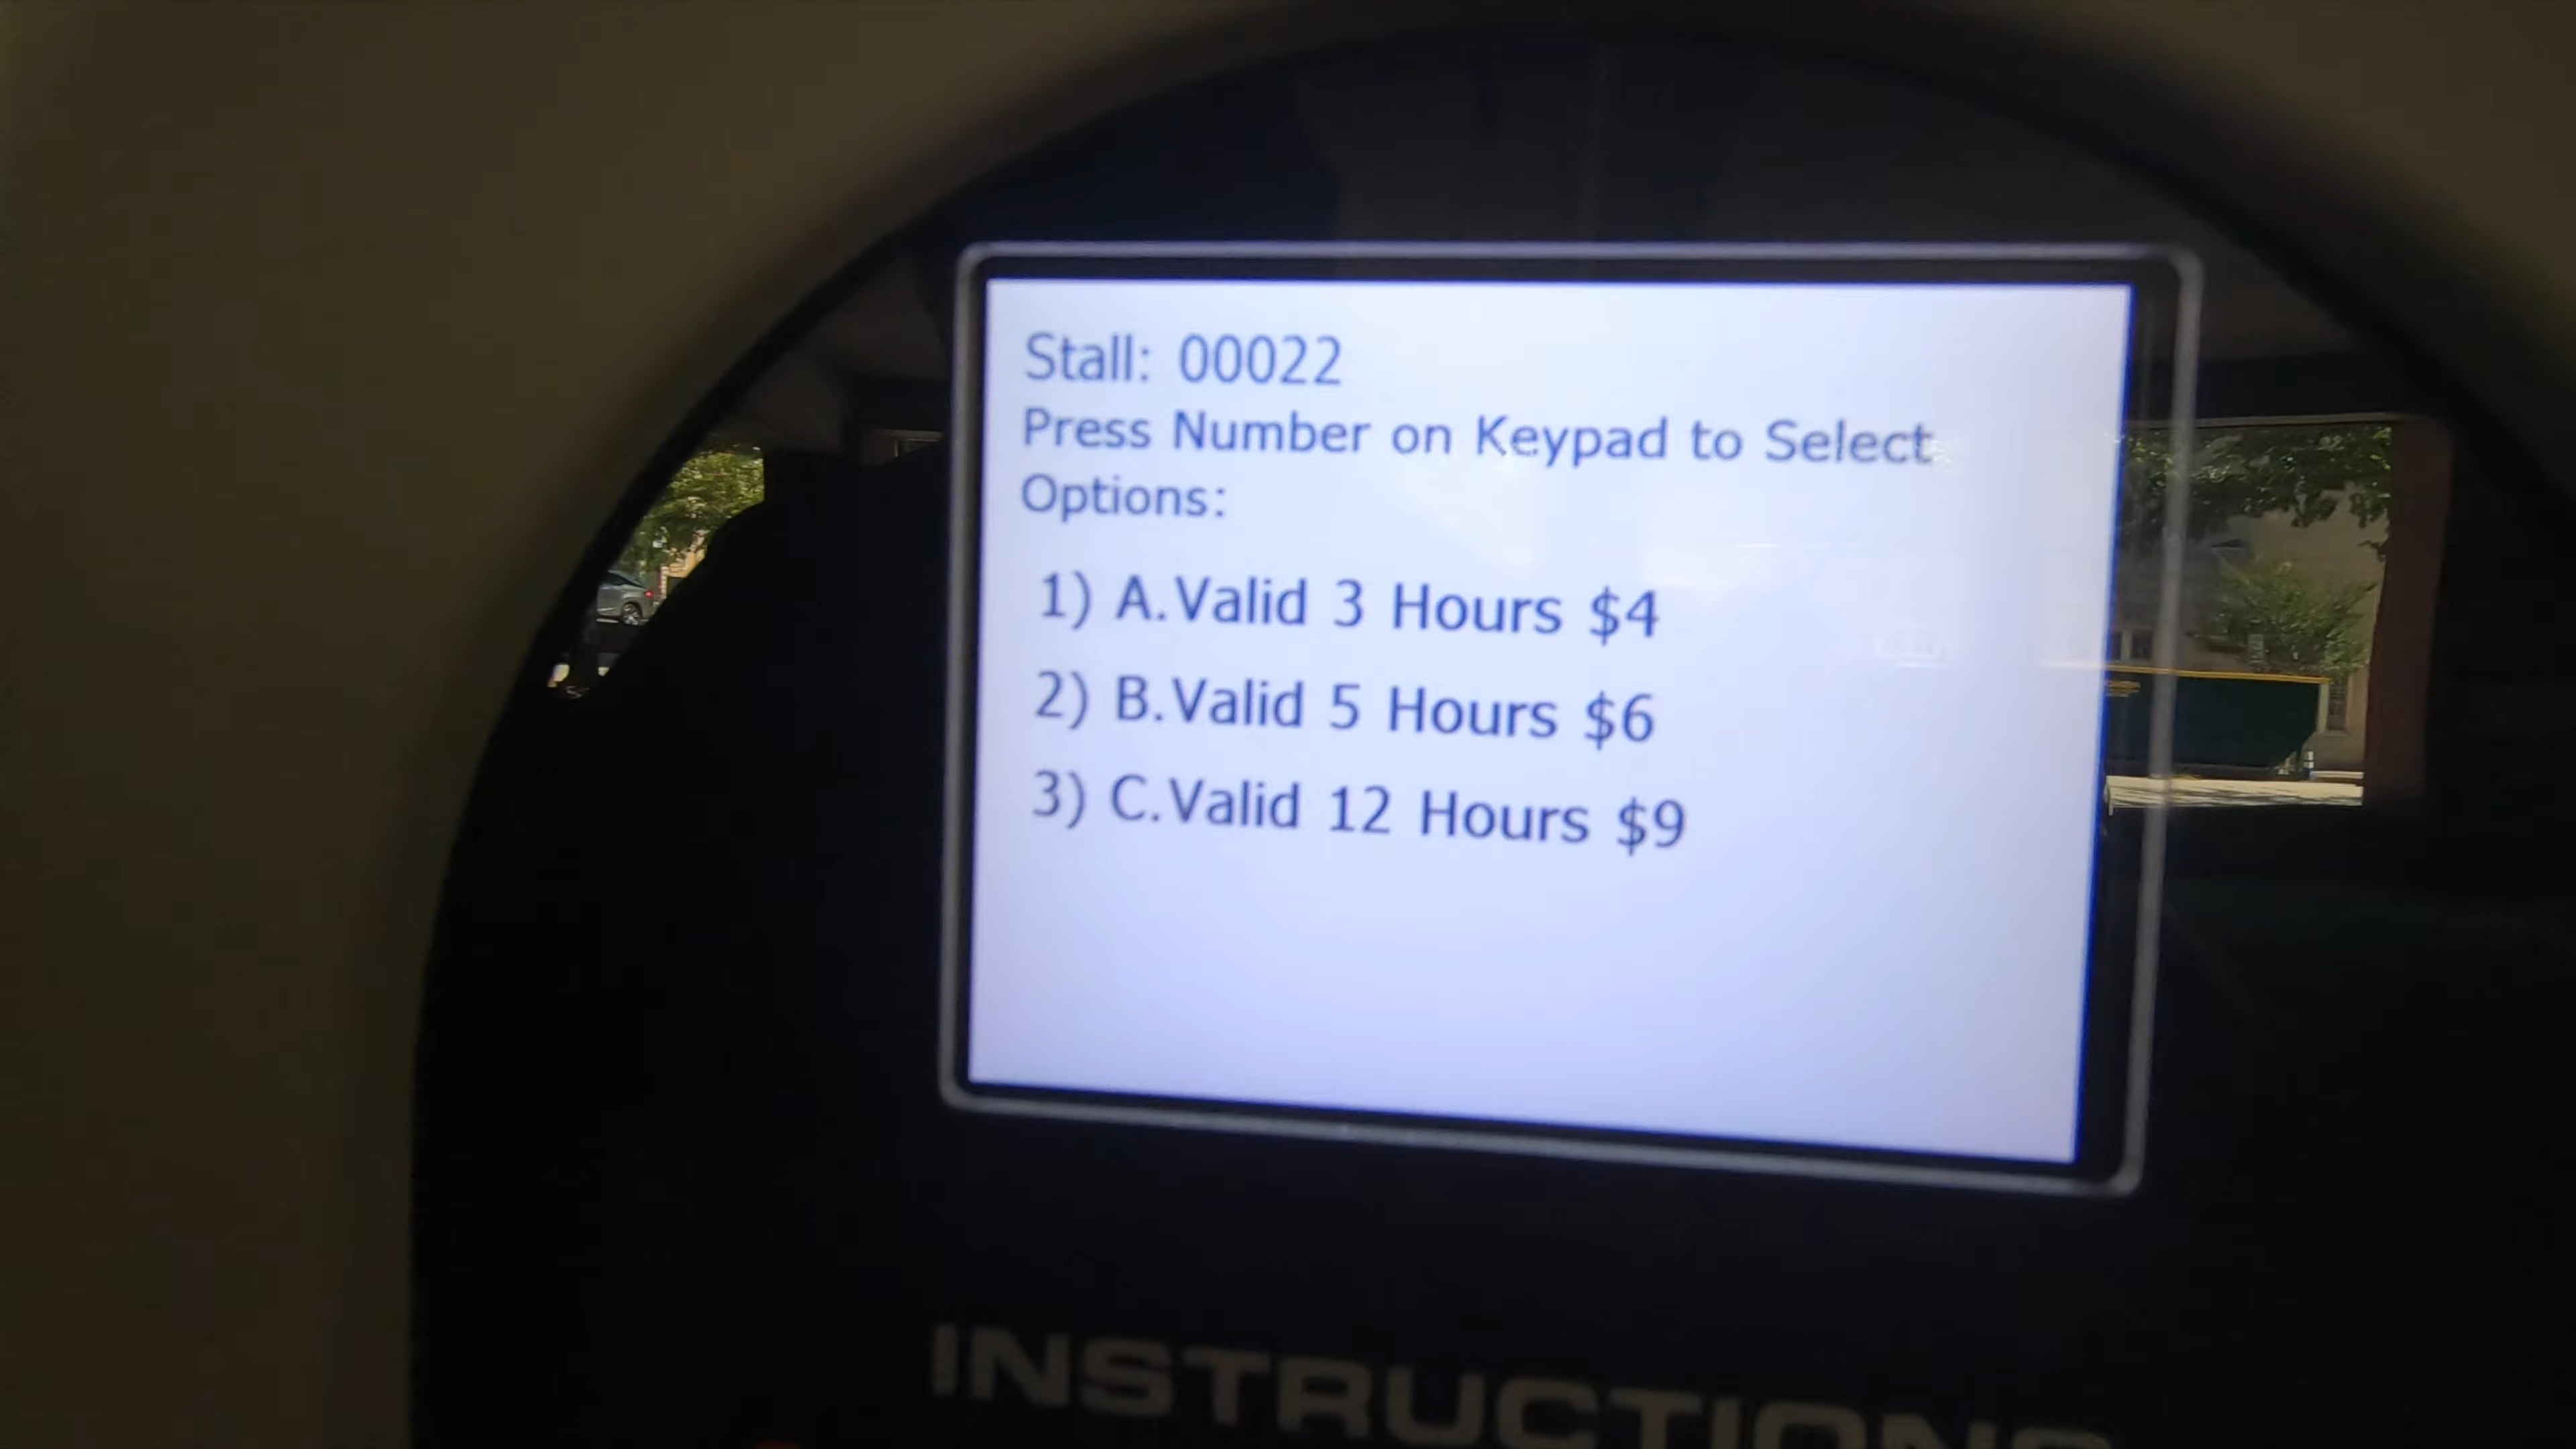 Stall: 00022
Press Number on Keypad to Select
Options:
1) A.Valid 3 Hours $4
2) B.Valid 5 Hours $6
3) C.Valid 12 Hours $9
INSTRUCTIONS